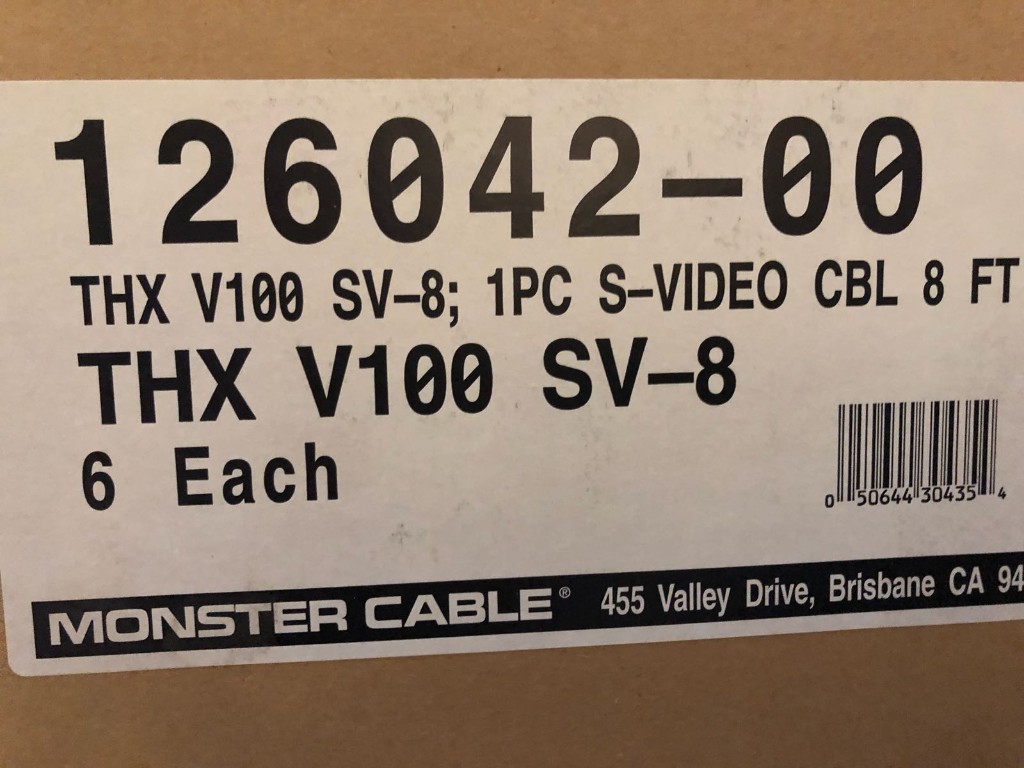 126042-00
THX V100 SV-8; 1PC S-VIDEO CBL 8 FT
THX V100 SV-8
6 Each
0 50644 30435 4
MONSTER CABLE® 455 Valley Drive, Brisbane CA 94